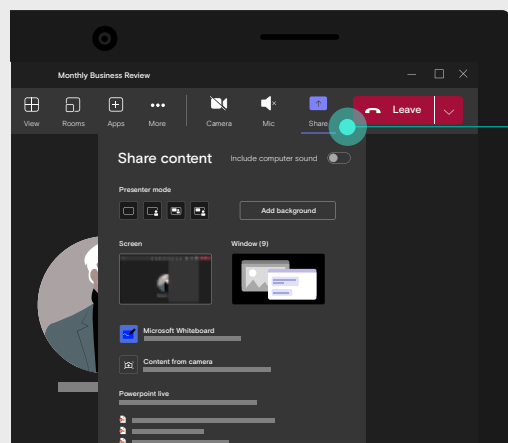 Monthly Business Review
View Rooms Apps More Camera Mic Share Leave
Share content Include computer sound
Presenter mode
Add background
Screen Window (9)
Microsoft Whiteboard
Content from camera
Powerpoint live